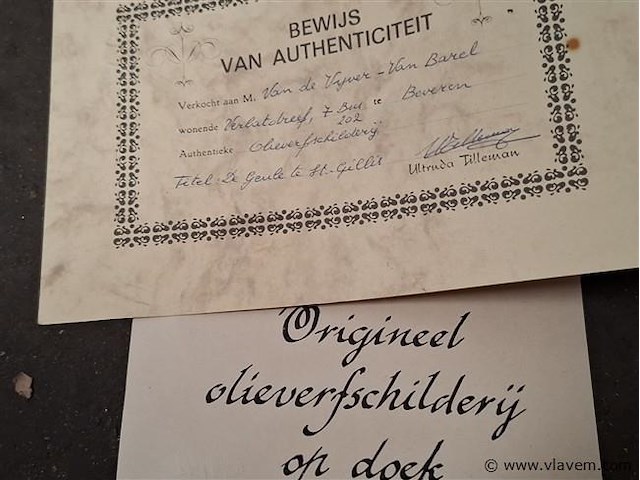 BEWIJS
VAN AUTHENTICITEIT
Verkocht aan M. Van de Vyver - Van Barel
wonende Verlatdreef, 7 Bus 202 te Beveren
Authentieke Olieverfschilderij
Titel De Geule te St-Gillis
Ultruda Tilleman
Origineel
olieverfschilderij
op doek
© www.vlavem.com